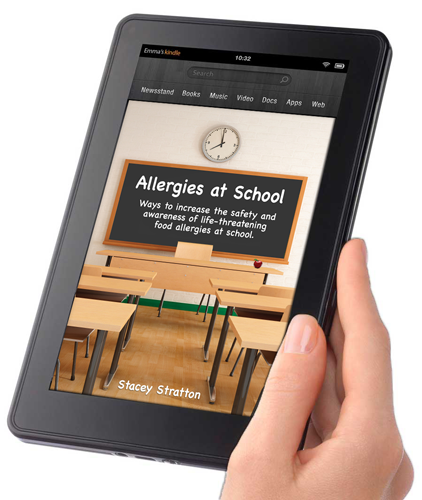 Emma's kindle
10:32
Search
Newsstand Books Music Video Docs Apps Web
Allergies at School
Ways to increase the safety and
awareness of life-threatening
food allergies at school.
Stacey Stratton